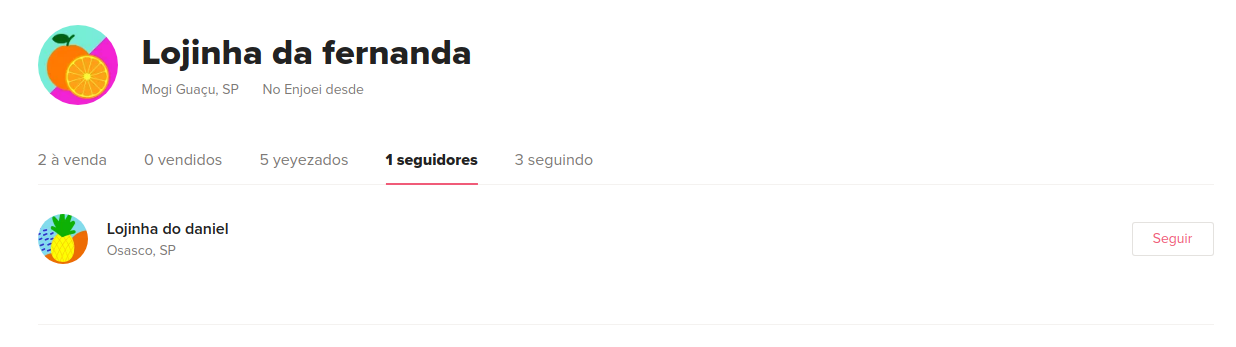 Lojinha da fernanda
Mogi Guaçu, SP No Enjoei desde
2 à venda 0 vendidos 5 yeyezados 1 seguidores 3 seguindo
Lojinha do daniel
Osasco, SP
Seguir